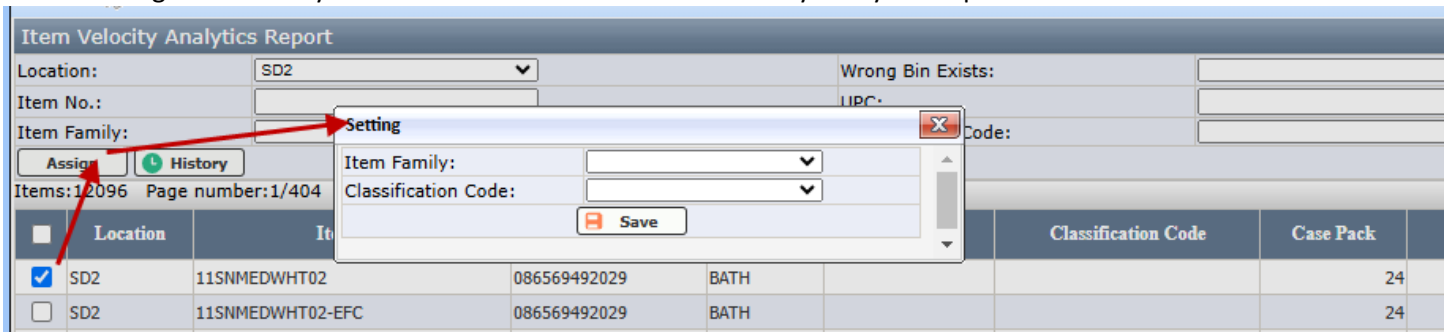 Item Velocity Analytics Report
Location: SD2 Wrong Bin Exists:
Item No.: UPC:
Item Family: Code:
Setting
Assign History
Item Family:
Classification Code:
Save
Items:12096 Page number:1/404
Location It Classification Code Case Pack
SD2 11SNMEDWHT02 086569492029 BATH 24
SD2 11SNMEDWHT02-EFC 086569492029 BATH 24